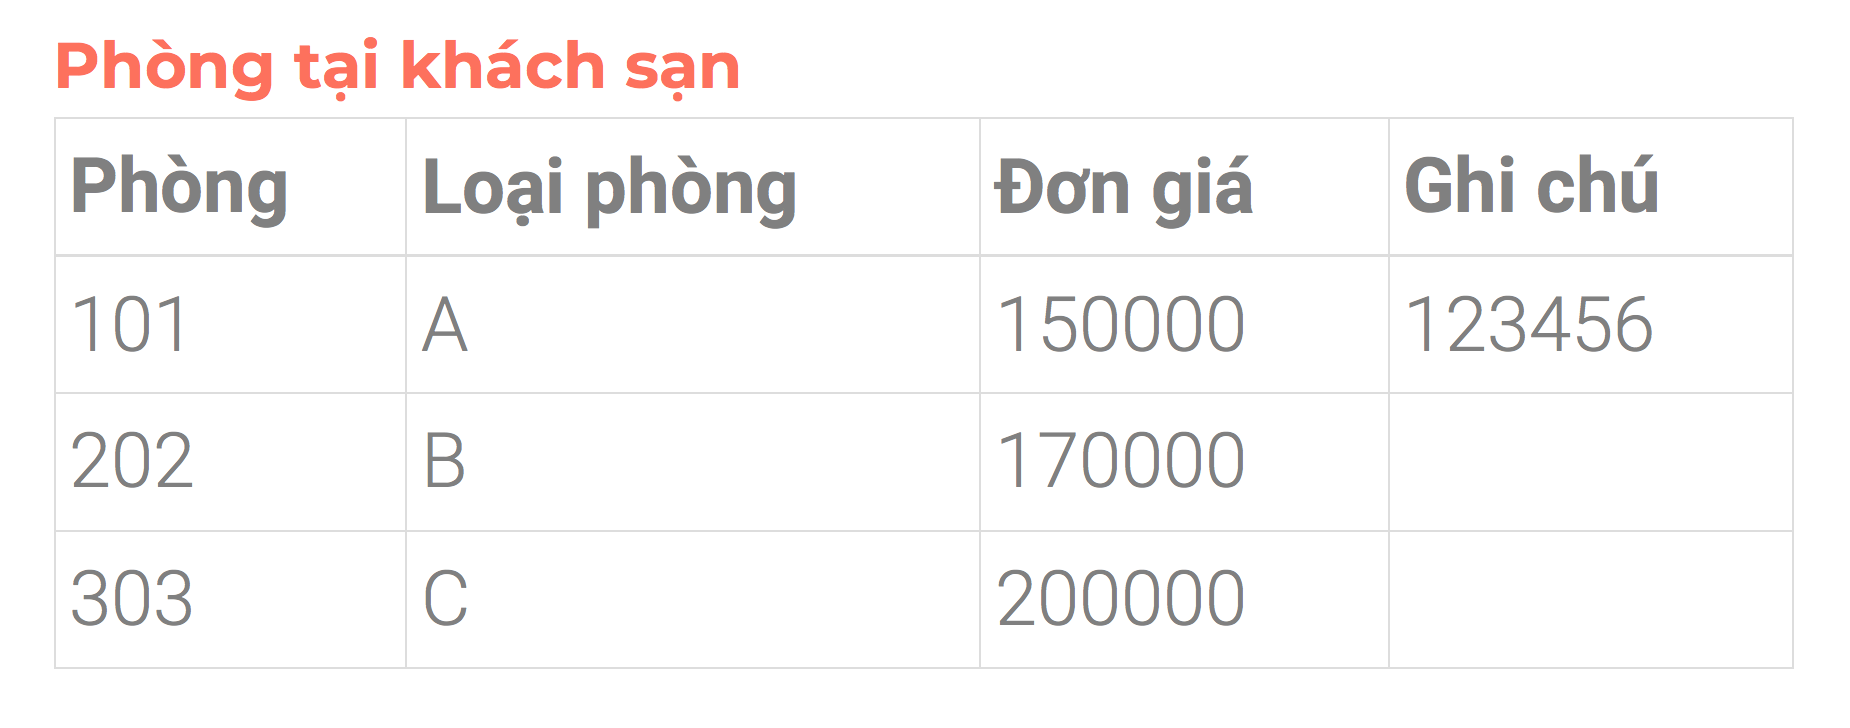 Phòng tại khách sạn
Phòng Loại phòng Đơn giá Ghi chú
101 A 150000 123456
202 B 170000
303 C 200000